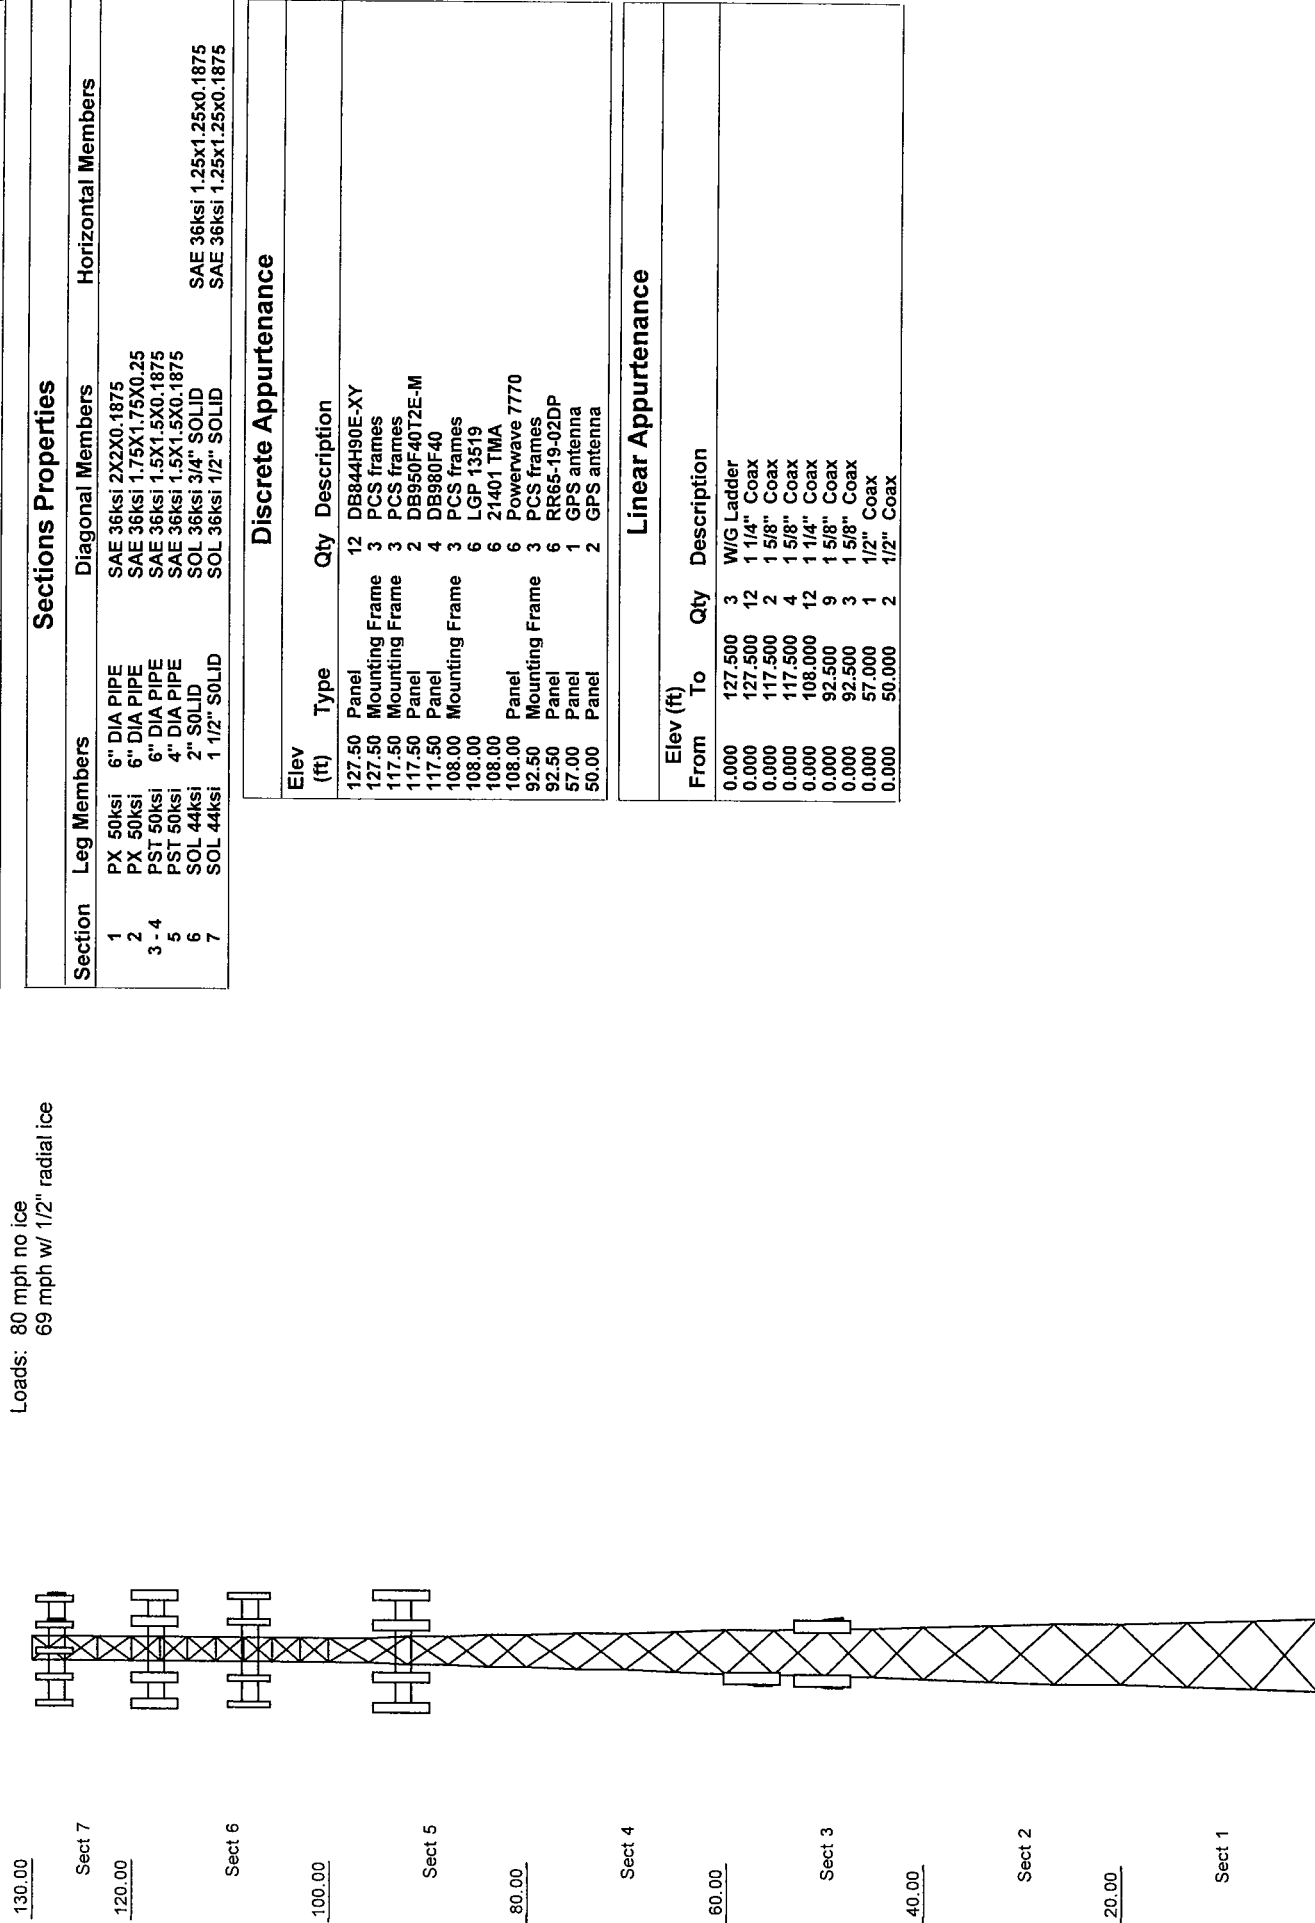 Loads: 80 mph no ice
69 mph w/ 1/2" radial ice
130.00
Sect 7
120.00
Sect 6
100.00
Sect 5
80.00
Sect 4
60.00
Sect 3
40.00
Sect 2
20.00
Sect 1
Sections Properties
Section Leg Members Diagonal Members Horizontal Members
1 PX 50ksi 6" DIA PIPE SAE 36ksi 2X2X0.1875
2 PX 50ksi 6" DIA PIPE SAE 36ksi 1.75X1.75X0.25
3 - 4 PST 50ksi 6" DIA PIPE SAE 36ksi 1.5X1.5X0.1875
5 PST 50ksi 4" DIA PIPE SAE 36ksi 1.5X1.5X0.1875
6 SOL 44ksi 2" S0LID SOL 36ksi 3/4" SOLID SAE 36ksi 1.25x1.25x0.1875
7 SOL 44ksi 1 1/2" S0LID SOL 36ksi 1/2" SOLID SAE 36ksi 1.25x1.25x0.1875
Discrete Appurtenance
Elev
(ft) Type Qty Description
127.50 Panel 12 DB844H90E-XY
127.50 Mounting Frame 3 PCS frames
117.50 Mounting Frame 3 PCS frames
117.50 Panel 2 DB950F40T2E-M
117.50 Panel 4 DB980F40
108.00 Mounting Frame 3 PCS frames
108.00 6 LGP 13519
108.00 6 21401 TMA
108.00 Panel 6 Powerwave 7770
92.50 Mounting Frame 3 PCS frames
92.50 Panel 6 RR65-19-02DP
57.00 Panel 1 GPS antenna
50.00 Panel 2 GPS antenna
Linear Appurtenance
Elev (ft)
From To Qty Description
0.000 127.500 3 W/G Ladder
0.000 127.500 12 1 1/4" Coax
0.000 117.500 2 1 5/8" Coax
0.000 117.500 4 1 5/8" Coax
0.000 108.000 12 1 1/4" Coax
0.000 92.500 9 1 5/8" Coax
0.000 92.500 3 1 5/8" Coax
0.000 57.000 1 1/2" Coax
0.000 50.000 2 1/2" Coax